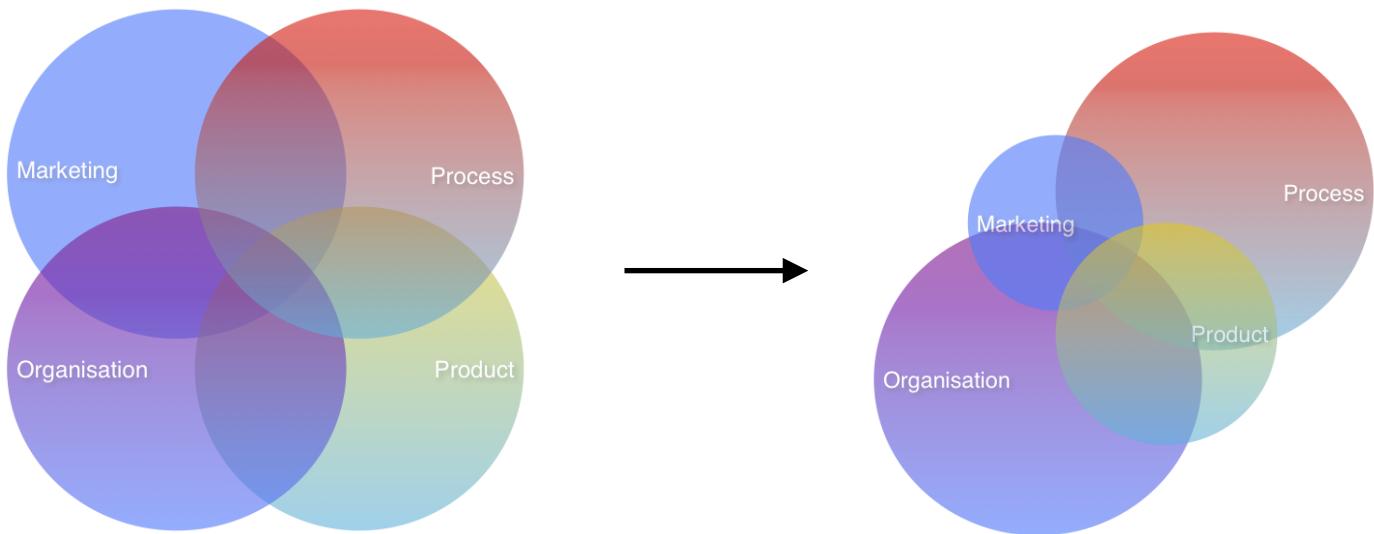 Marketing
Process
Organisation
Product
Marketing
Process
Organisation
Product